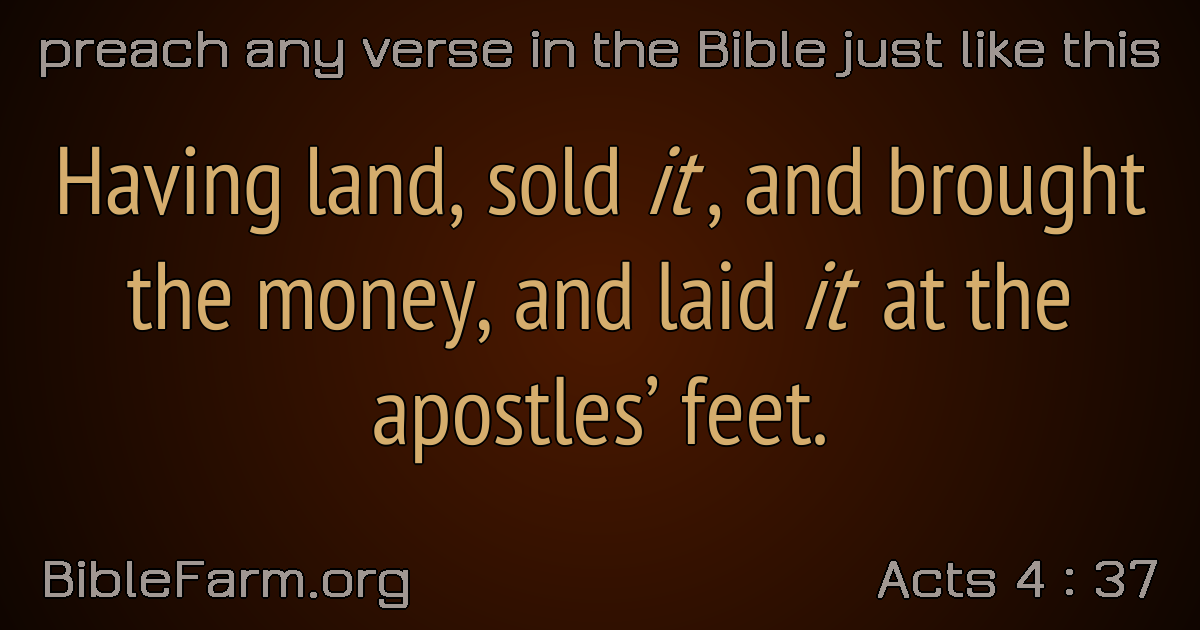 preach any verse in the Bible just like this
Having land, sold it, and brought
the money, and laid it at the
apostles’ feet.
BibleFarm.org
Acts 4 : 37